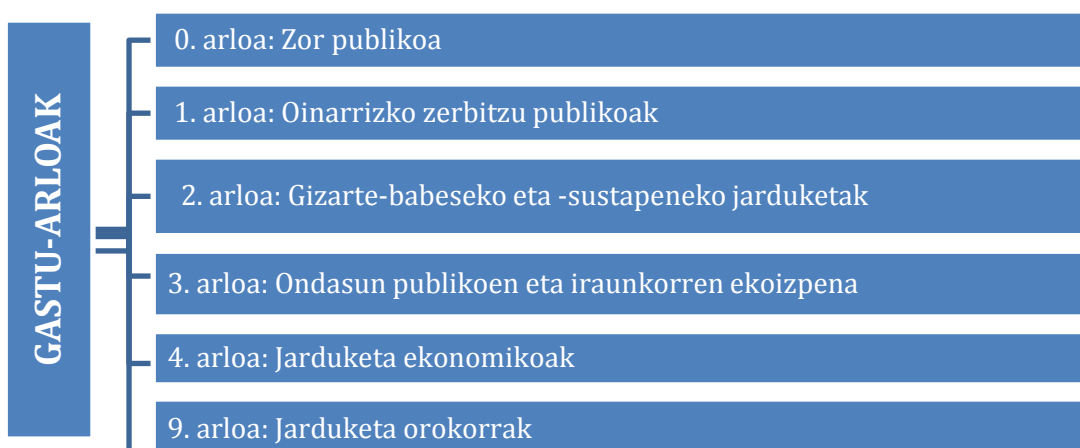 GASTU-ARLOAK
0. arloa: Zor publikoa
1. arloa: Oinarrizko zerbitzu publikoak
2. arloa: Gizarte-babeseko eta -sustapeneko jarduketak
3. arloa: Ondasun publikoen eta iraunkorren ekoizpena
4. arloa: Jarduketa ekonomikoak
9. arloa: Jarduketa orokorrak